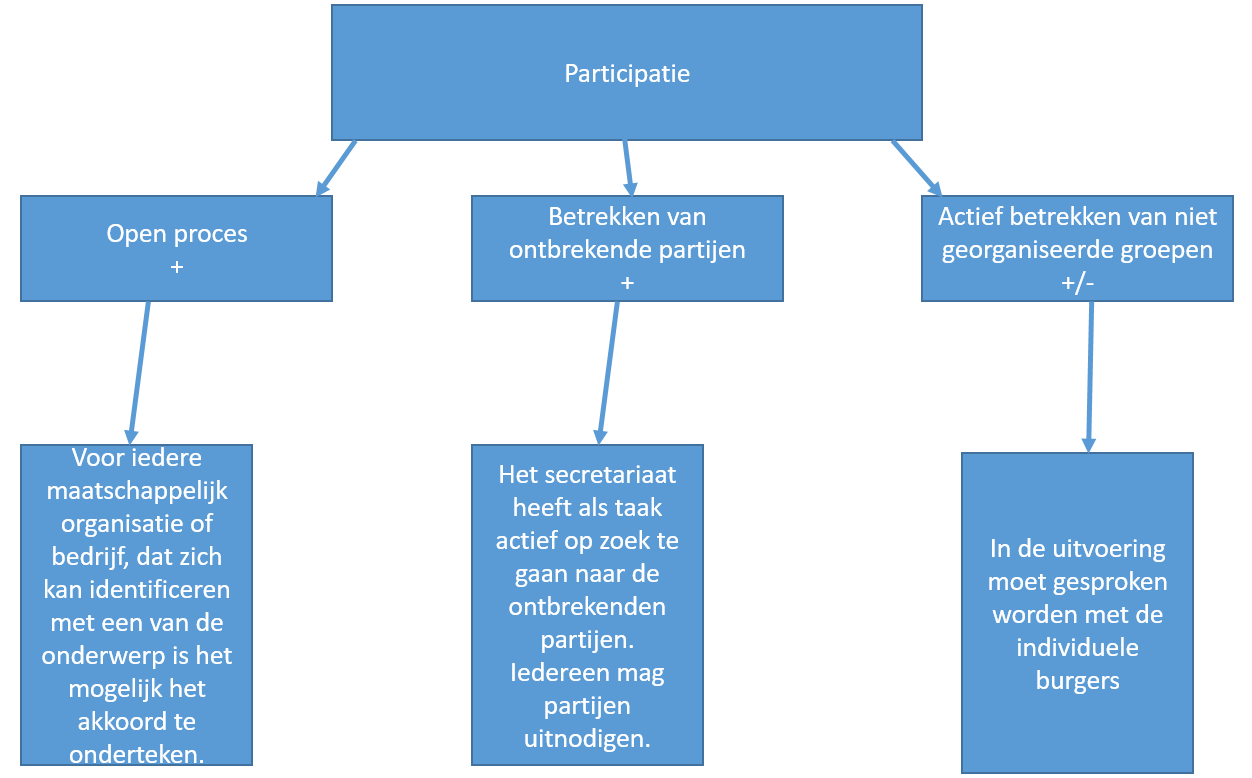 Participatie
Open proces
+
Betrekken van
ontbrekende partijen
+
Actief betrekken van niet
georganiseerde groepen
+/-
Voor iedere
maatschappelijk
organisatie of
bedrijf, dat zich
kan identificeren
met een van de
onderwerp is het
mogelijk het
akkoord te
onderteken.
Het secretariaat
heeft als taak
actief op zoek te
gaan naar de
ontbrekenden
partijen.
Iedereen mag
partijen
uitnodigen.
In de uitvoering
moet gesproken
worden met de
individuele
burgers